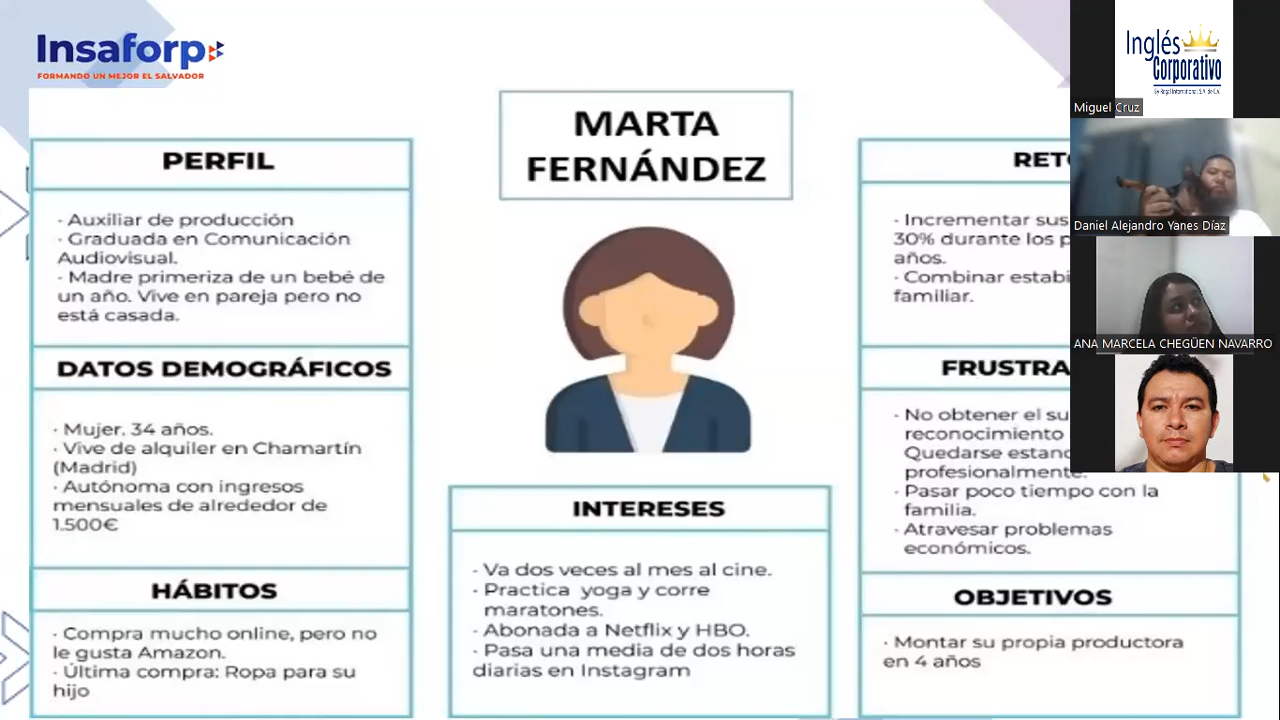 Insaforp
FORMANDO UN MEJOR EL SALVADOR
MARTA
FERNÁNDEZ
PERFIL
· Auxiliar de producción
· Graduada en Comunicación
Audiovisual.
· Madre primeriza de un bebé de
un año. Vive en pareja pero no
está casada.
DATOS DEMOGRÁFICOS
· Mujer. 34 años.
· Vive de alquiler en Chamartín
(Madrid)
· Autónoma con ingresos
mensuales de alrededor de
1.500€
HÁBITOS
· Compra mucho online, pero no
le gusta Amazon.
· Última compra: Ropa para su
hijo
INTERESES
· Va dos veces al mes al cine.
· Practica yoga y corre
maratones.
· Abonada a Netflix y HBO.
· Pasa una media de dos horas
diarias en Instagram
RETO
· Incrementar sus
30% durante los p
años.
· Combinar estabi
familiar.
FRUSTRA
· No obtener el su
reconocimiento
Quedarse estanc
profesionalmente.
· Pasar poco tiempo con la
familia.
· Atravesar problemas
económicos.
OBJETIVOS
· Montar su propia productora
en 4 años
Inglés
Corporativo
Miguel Cruz
Daniel Alejandro Yanes Díaz
ANA MARCELA CHEGÜEN NAVARRO